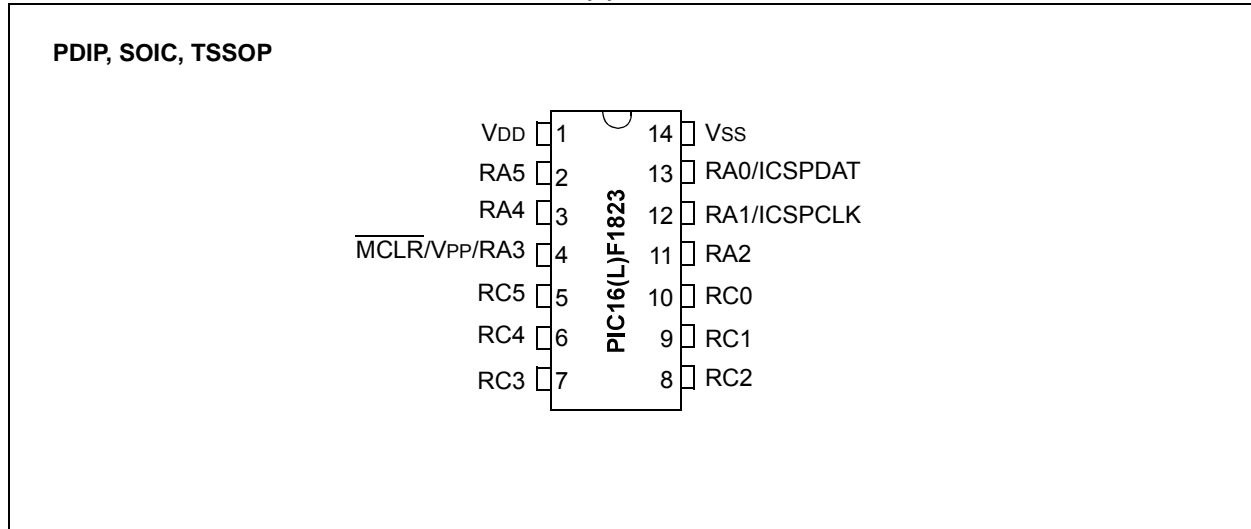 PDIP, SOIC, TSSOP
VDD 1 14 VSS
RA5 2 13 RA0/ICSPDAT
RA4 3 12 RA1/ICSPCLK
MCLR/VPP/RA3 4 11 RA2
RC5 5 10 RC0
RC4 6 9 RC1
RC3 7 8 RC2
PIC16(L)F1823